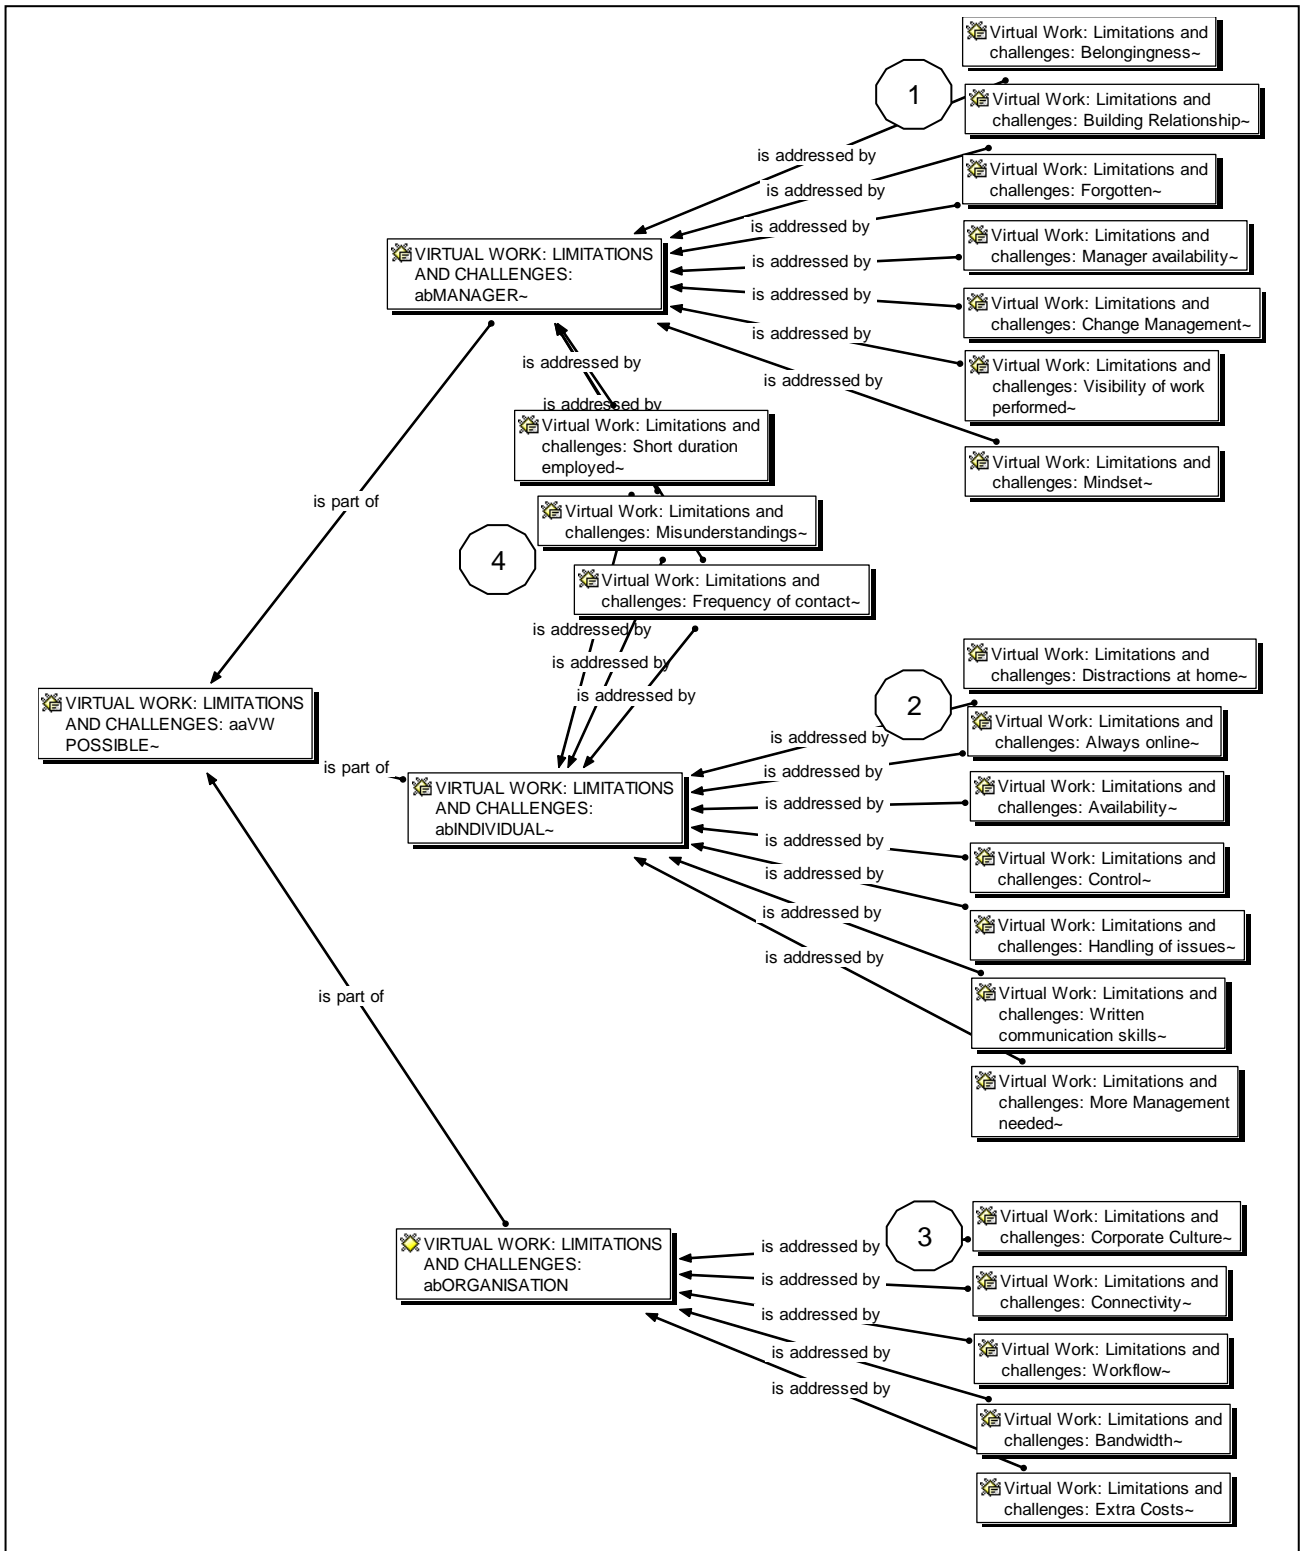 Virtual Work: Limitations and
challenges: Belongingness~
1
Virtual Work: Limitations and
challenges: Building Relationship~
is addressed by
Virtual Work: Limitations and
challenges: Forgotten~
is addressed by
is addressed by
Virtual Work: Limitations and
challenges: Manager availability~
VIRTUAL WORK: LIMITATIONS
AND CHALLENGES:
abMANAGER~
is addressed by
is addressed by
Virtual Work: Limitations and
challenges: Change Management~
is addressed by
Virtual Work: Limitations and
challenges: Visibility of work
performed~
is addressed by
is addressed by
is addressed by
Virtual Work: Limitations and
challenges: Short duration
employed~
Virtual Work: Limitations and
challenges: Mindset~
is part of
Virtual Work: Limitations and
challenges: Misunderstandings~
4
Virtual Work: Limitations and
challenges: Frequency of contact~
is addressed by
is addressed by
is addressed by
Virtual Work: Limitations and
challenges: Distractions at home~
2
VIRTUAL WORK: LIMITATIONS
AND CHALLENGES: aaVW
POSSIBLE~
Virtual Work: Limitations and
challenges: Always online~
is addressed by
is part of
is addressed by
VIRTUAL WORK: LIMITATIONS
AND CHALLENGES:
abINDIVIDUAL~
Virtual Work: Limitations and
challenges: Availability~
is addressed by
is addressed by
Virtual Work: Limitations and
challenges: Control~
is addressed by
is addressed by
Virtual Work: Limitations and
challenges: Handling of issues~
is addressed by
Virtual Work: Limitations and
challenges: Written
communication skills~
is part of
Virtual Work: Limitations and
challenges: More Management
needed~
3
Virtual Work: Limitations and
challenges: Corporate Culture~
VIRTUAL WORK: LIMITATIONS
AND CHALLENGES:
abORGANISATION
is addressed by
is addressed by
Virtual Work: Limitations and
challenges: Connectivity~
is addressed by
Virtual Work: Limitations and
challenges: Workflow~
is addressed by
is addressed by
Virtual Work: Limitations and
challenges: Bandwidth~
Virtual Work: Limitations and
challenges: Extra Costs~